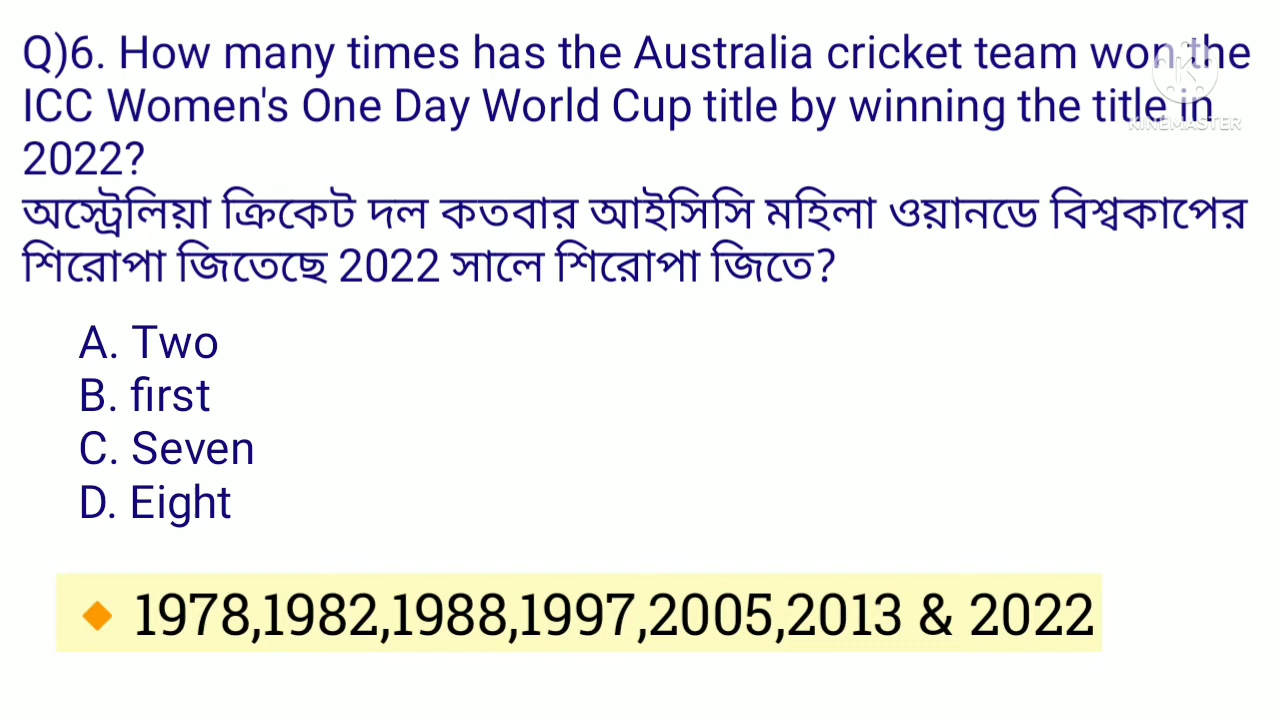 Q)6. How many times has the Australia cricket team won the
ICC Women's One Day World Cup title by winning the title in
2022?
অস্ট্রেলিয়া ক্রিকেট দল কতবার আইসিসি মহিলা ওয়ানডে বিশ্বকাপের
শিরোপা জিতেছে 2022 সালে শিরোপা জিতে?
A. Two
B. first
C. Seven
D. Eight
🔸 1978,1982,1988,1997,2005,2013 & 2022
KINEMASTER